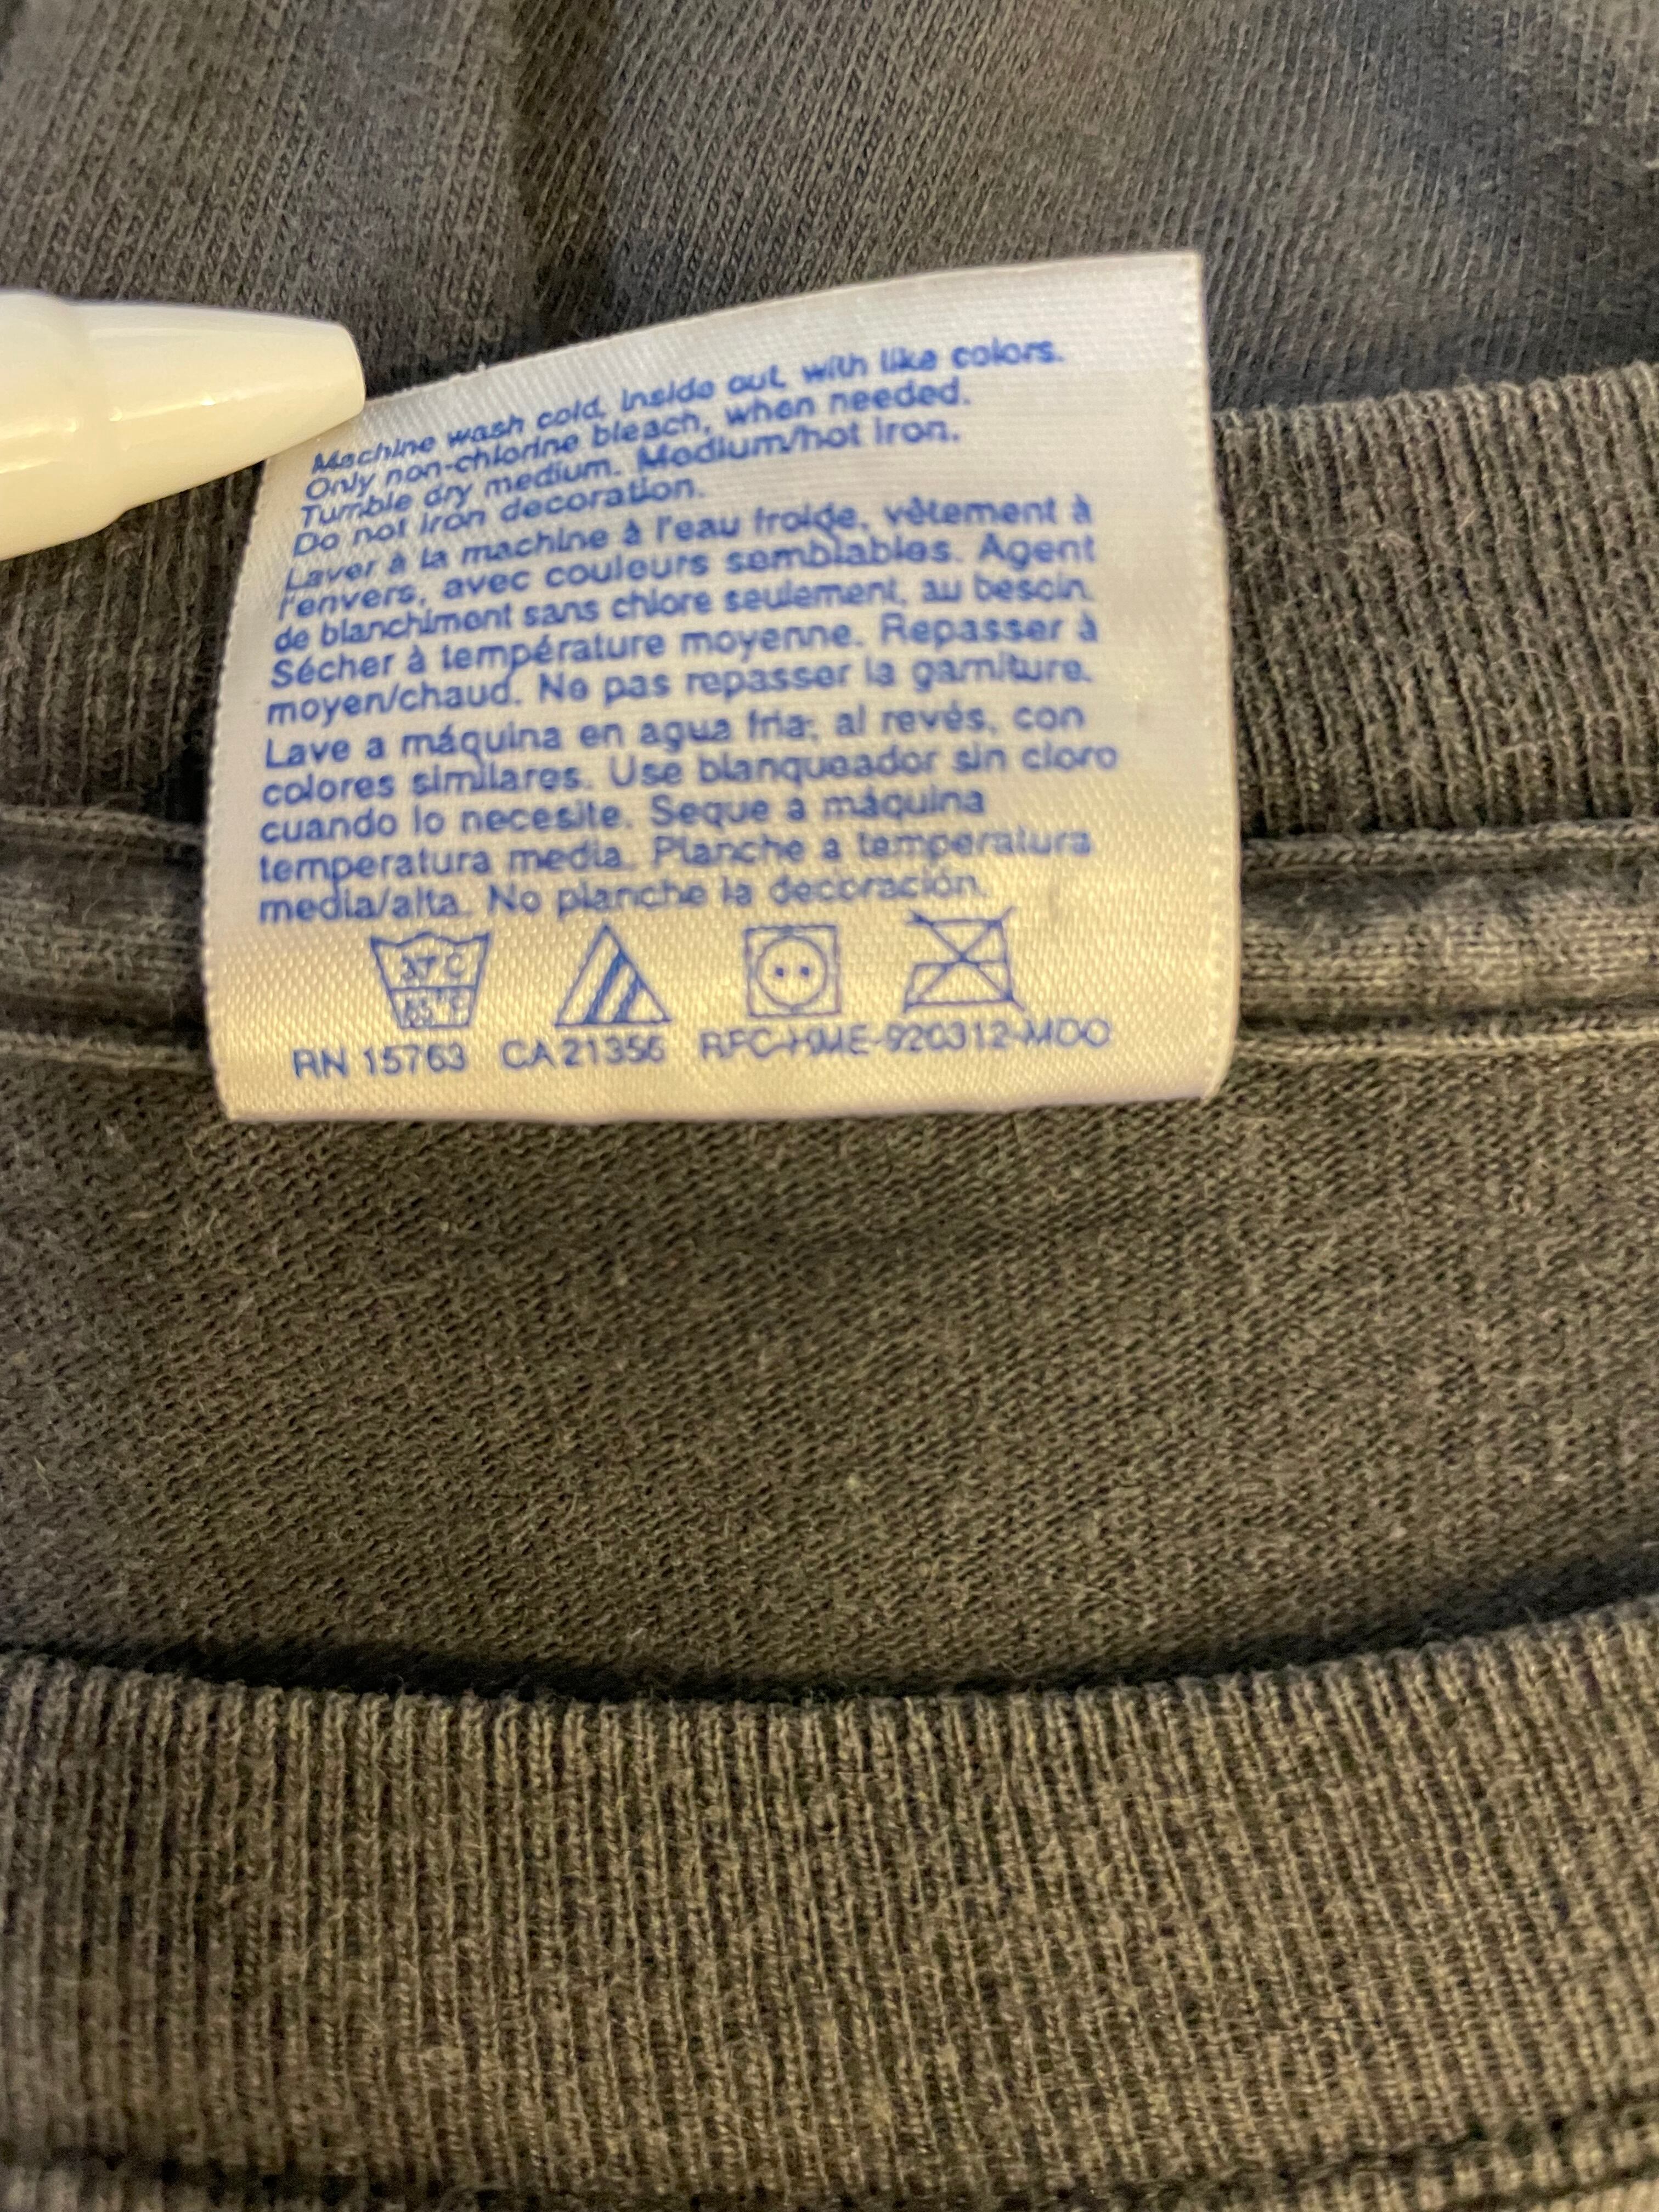 Machine wash cold, inside out, with like colors.
Only non-chlorine bleach, when needed.
Tumble dry medium. Medium/hot iron.
Do not iron decoration.
Laver à la machine à l'eau froide, vêtement à
l'envers, avec couleurs semblables. Agent
de blanchiment sans chlore seulement, au besoin.
Sécher à température moyenne. Repasser à
moyen/chaud. Ne pas repasser la garniture.
Lave a máquina en agua fria; al revés, con
colores similares. Use blanqueador sin cloro
cuando lo necesite. Seque a máquina
temperatura media. Planche a temperatura
media/alta. No planche la decoración.
RN 15763 CA 21356